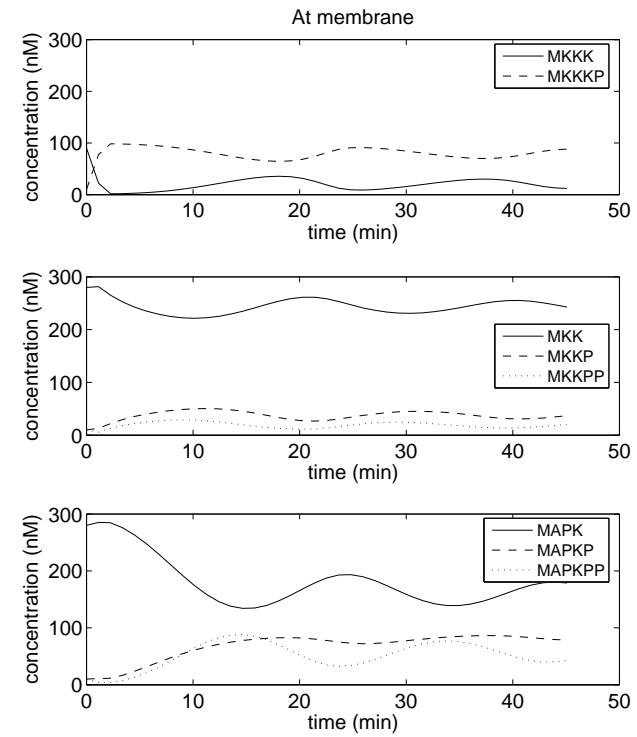 At membrane
300
200
100
0
concentration (nM)
MKKK
MKKKP
0 10 20 30 40 50
time (min)
300
200
100
0
concentration (nM)
MKK
MKKP
MKKPP
0 10 20 30 40 50
time (min)
300
200
100
0
concentration (nM)
MAPK
MAPKP
MAPKPP
0 10 20 30 40 50
time (min)